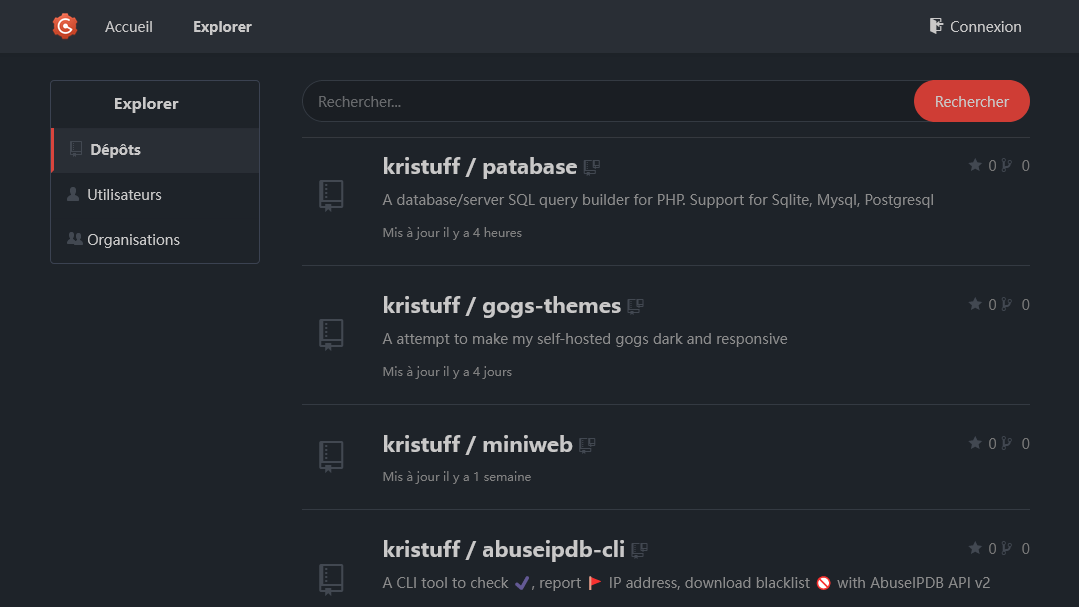 Accueil Explorer Connexion
Explorer
Dépôts
Utilisateurs
Organisations
Rechercher... Rechercher
kristuff / patabase 0 0
A database/server SQL query builder for PHP. Support for Sqlite, Mysql, Postgresql
Mis à jour il y a 4 heures
kristuff / gogs-themes 0 0
A attempt to make my self-hosted gogs dark and responsive
Mis à jour il y a 4 jours
kristuff / miniweb 0 0
Mis à jour il y a 1 semaine
kristuff / abuseipdb-cli 0 0
A CLI tool to check ✔, report 🚩 IP address, download blacklist 🚫 with AbuseIPDB API v2